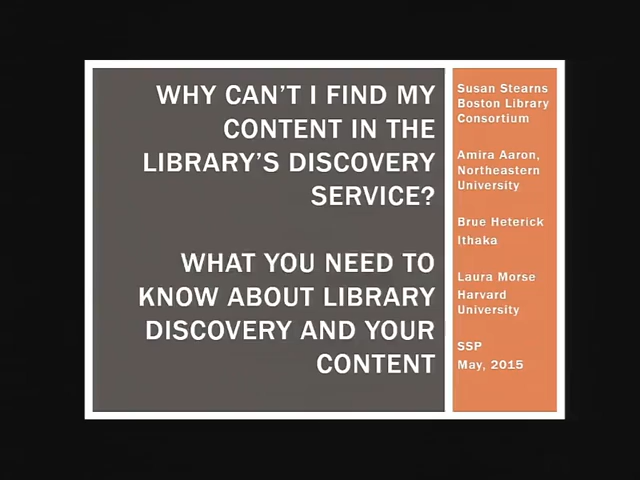 WHY CAN'T I FIND MY
CONTENT IN THE
LIBRARY'S DISCOVERY
SERVICE?
WHAT YOU NEED TO
KNOW ABOUT LIBRARY
DISCOVERY AND YOUR
CONTENT
Susan Stearns
Boston Library
Consortium
Amira Aaron,
Northeastern
University
Brue Heterick
Ithaka
Laura Morse
Harvard
University
SSP
May, 2015